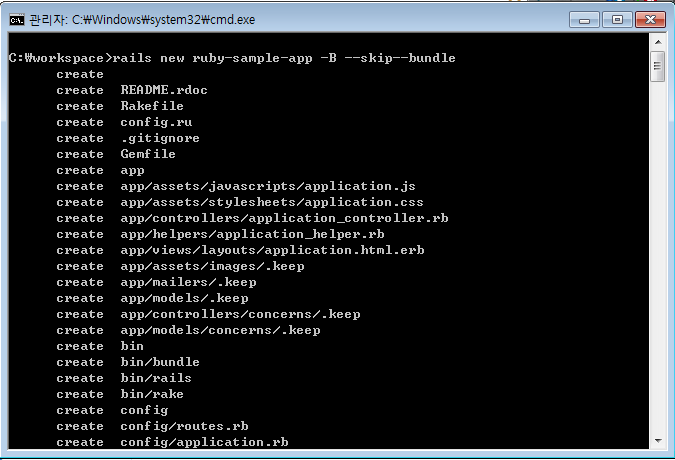 관리자: C:₩Windows₩system32₩cmd.exe
C:₩workspace>rails new ruby-sample-app -B --skip--bundle
create
create README.rdoc
create Rakefile
create config.ru
create .gitignore
create Gemfile
create app
create app/assets/javascripts/application.js
create app/assets/stylesheets/application.css
create app/controllers/application_controller.rb
create app/helpers/application_helper.rb
create app/views/layouts/application.html.erb
create app/assets/images/.keep
create app/mailers/.keep
create app/models/.keep
create app/controllers/concerns/.keep
create app/models/concerns/.keep
create bin
create bin/bundle
create bin/rails
create bin/rake
create config
create config/routes.rb
create config/application.rb